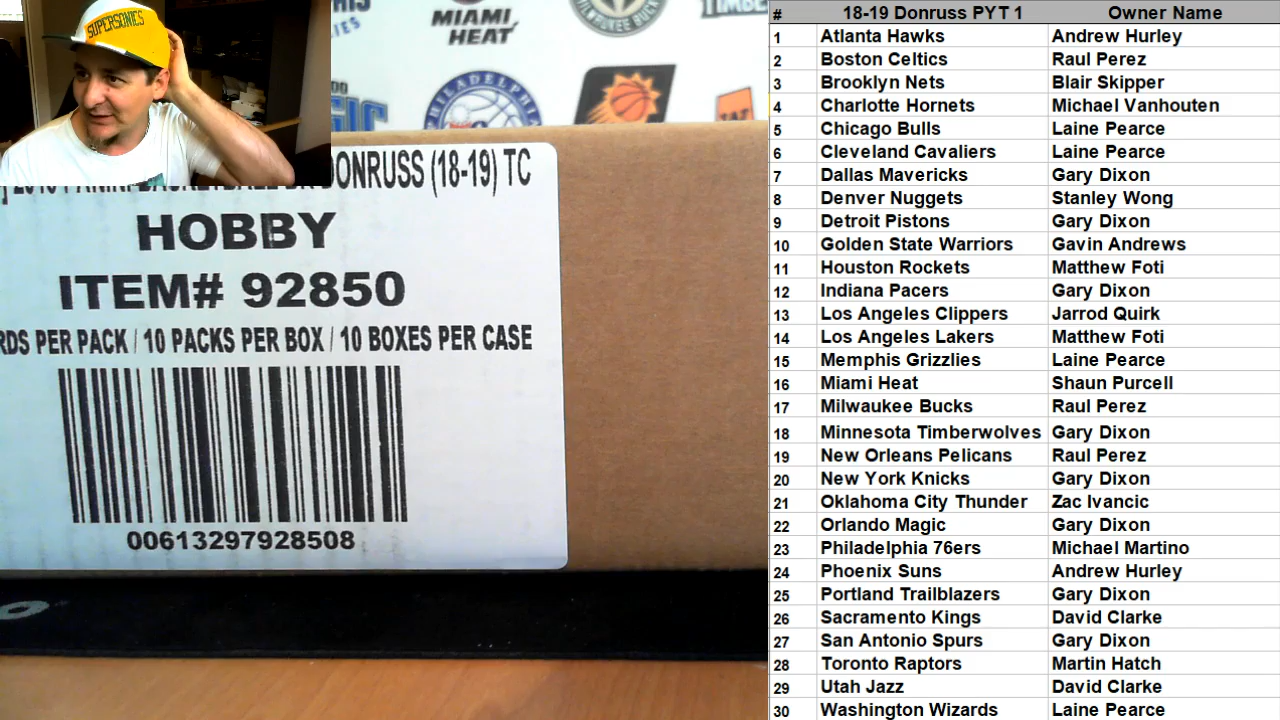 SUPERSONICS
MIAMI
HEAT
MILWAUKEE BUCKS
PHILADELPHIA
DONRUSS (18-19) TC
HOBBY
ITEM# 92850
PER PACK / 10 PACKS PER BOX / 10 BOXES PER CASE
00613297928508
# 18-19 Donruss PYT 1 Owner Name
1 Atlanta Hawks Andrew Hurley
2 Boston Celtics Raul Perez
3 Brooklyn Nets Blair Skipper
4 Charlotte Hornets Michael Vanhouten
5 Chicago Bulls Laine Pearce
6 Cleveland Cavaliers Laine Pearce
7 Dallas Mavericks Gary Dixon
8 Denver Nuggets Stanley Wong
9 Detroit Pistons Gary Dixon
10 Golden State Warriors Gavin Andrews
11 Houston Rockets Matthew Foti
12 Indiana Pacers Gary Dixon
13 Los Angeles Clippers Jarrod Quirk
14 Los Angeles Lakers Matthew Foti
15 Memphis Grizzlies Laine Pearce
16 Miami Heat Shaun Purcell
17 Milwaukee Bucks Raul Perez
18 Minnesota Timberwolves Gary Dixon
19 New Orleans Pelicans Raul Perez
20 New York Knicks Gary Dixon
21 Oklahoma City Thunder Zac Ivancic
22 Orlando Magic Gary Dixon
23 Philadelphia 76ers Michael Martino
24 Phoenix Suns Andrew Hurley
25 Portland Trailblazers Gary Dixon
26 Sacramento Kings David Clarke
27 San Antonio Spurs Gary Dixon
28 Toronto Raptors Martin Hatch
29 Utah Jazz David Clarke
30 Washington Wizards Laine Pearce